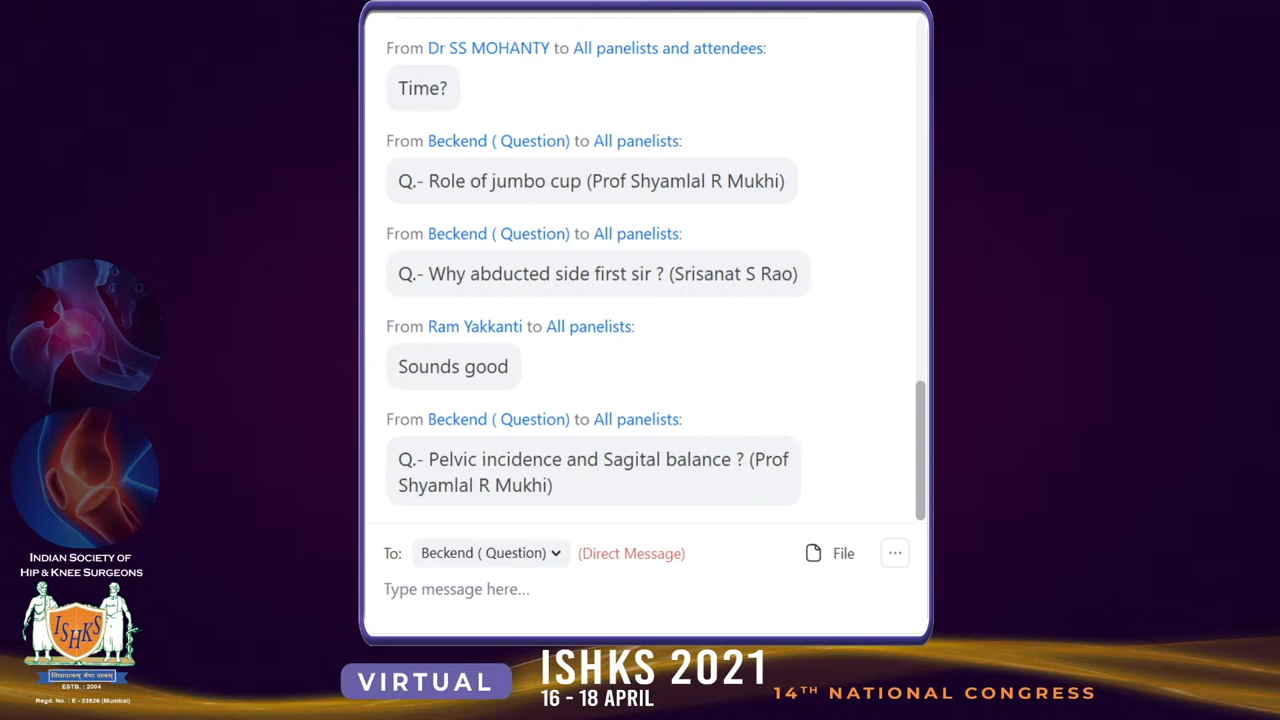 From Dr SS MOHANTY to All panelists and attendees:
Time?
From Beckend ( Question) to All panelists:
Q.- Role of jumbo cup (Prof Shyamlal R Mukhi)
From Beckend ( Question) to All panelists:
Q.- Why abducted side first sir ? (Srisanat S Rao)
From Ram Yakkanti to All panelists:
Sounds good
From Beckend ( Question) to All panelists:
Q.- Pelvic incidence and Sagital balance ? (Prof
Shyamlal R Mukhi)
To: Beckend ( Question) (Direct Message) File
Type message here...
INDIAN SOCIETY OF
HIP & KNEE SURGEONS
ISHKS
ESTB. : 2004
Regd. No. : E - 23526 (Mumbai)
VIRTUAL
ISHKS 2021
16 - 18 APRIL
14TH NATIONAL CONGRESS